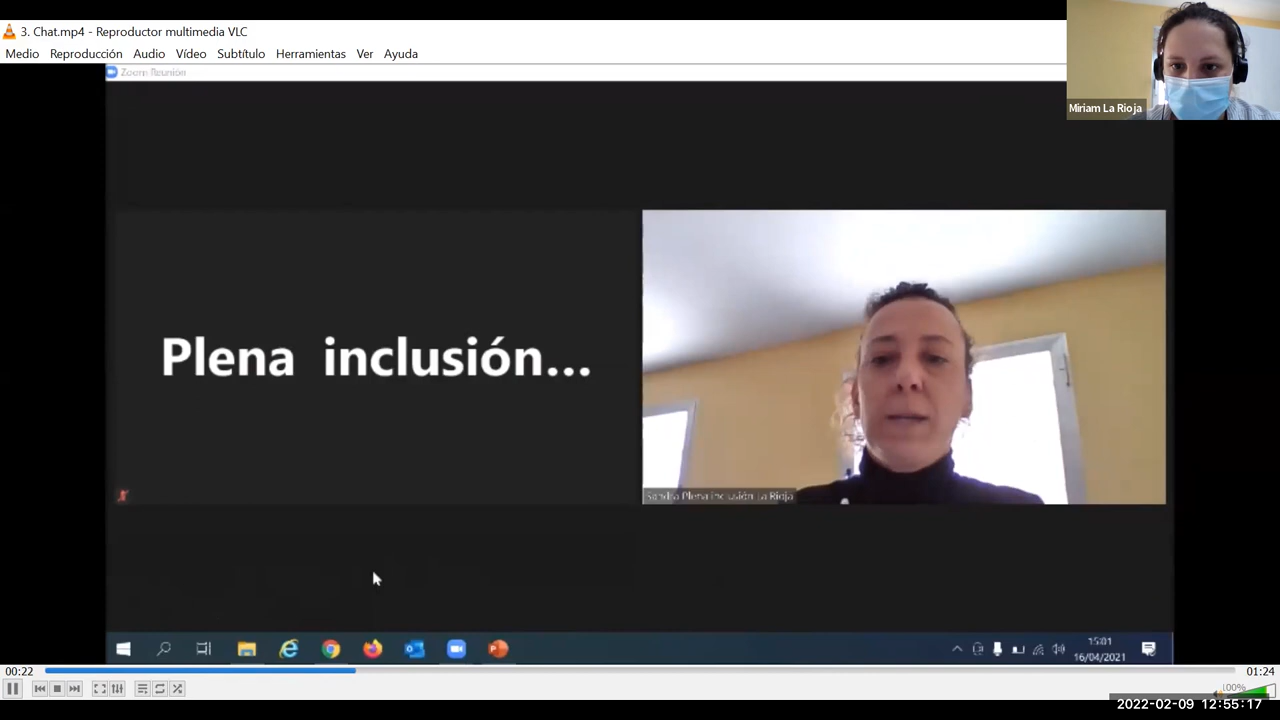 3. Chat.mp4 - Reproductor multimedia VLC
Medio Reproducción Audio Vídeo Subtítulo Herramientas Ver Ayuda
Miriam La Rioja
Zoom Reunión
Plena inclusión...
Sandra Plena inclusión La Rioja
15:01
16/04/2021
00:22
01:24
100%
2022-02-09 12:55:17